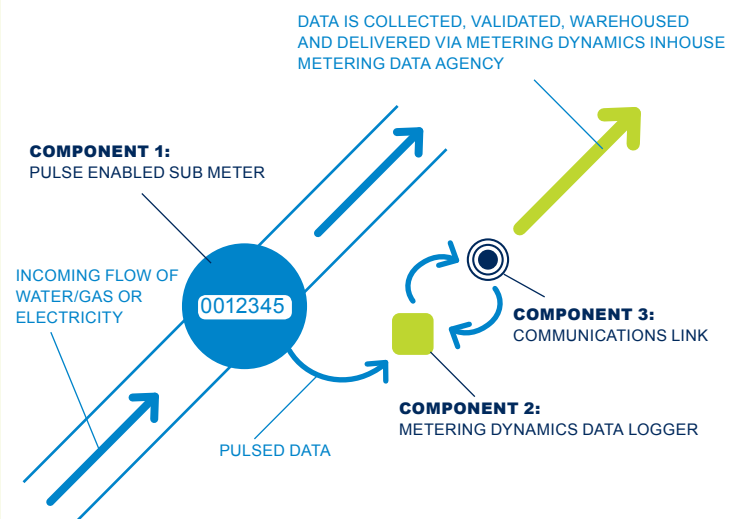 DATA IS COLLECTED, VALIDATED, WAREHOUSED
AND DELIVERED VIA METERING DYNAMICS INHOUSE
METERING DATA AGENCY
COMPONENT 1:
PULSE ENABLED SUB METER
INCOMING FLOW OF
WATER/GAS OR
ELECTRICITY
0012345
COMPONENT 3:
COMMUNICATIONS LINK
COMPONENT 2:
METERING DYNAMICS DATA LOGGER
PULSED DATA